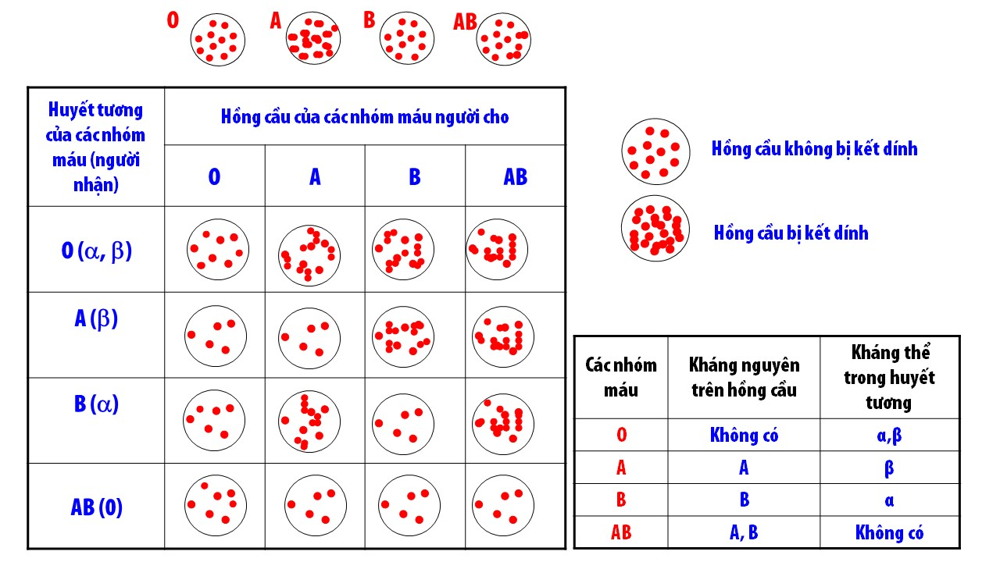 O A B AB
Huyết tương
của các nhóm
máu (người
nhận)
Hồng cầu của các nhóm máu người cho
O A B AB
O (α, β)
A (β)
B (α)
AB (0)
Hồng cầu không bị kết dính
Hồng cầu bị kết dính
Các nhóm
máu
Kháng nguyên
trên hồng cầu
Kháng thể
trong huyết
tương
O Không có α,β
A A β
B B α
AB A, B Không có